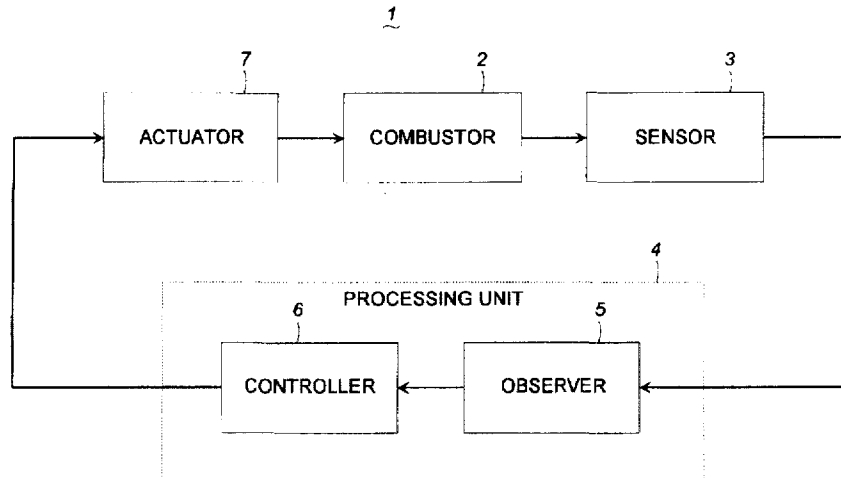 1
7
2
3
ACTUATOR
COMBUSTOR
SENSOR
4
PROCESSING UNIT
6
5
CONTROLLER
OBSERVER